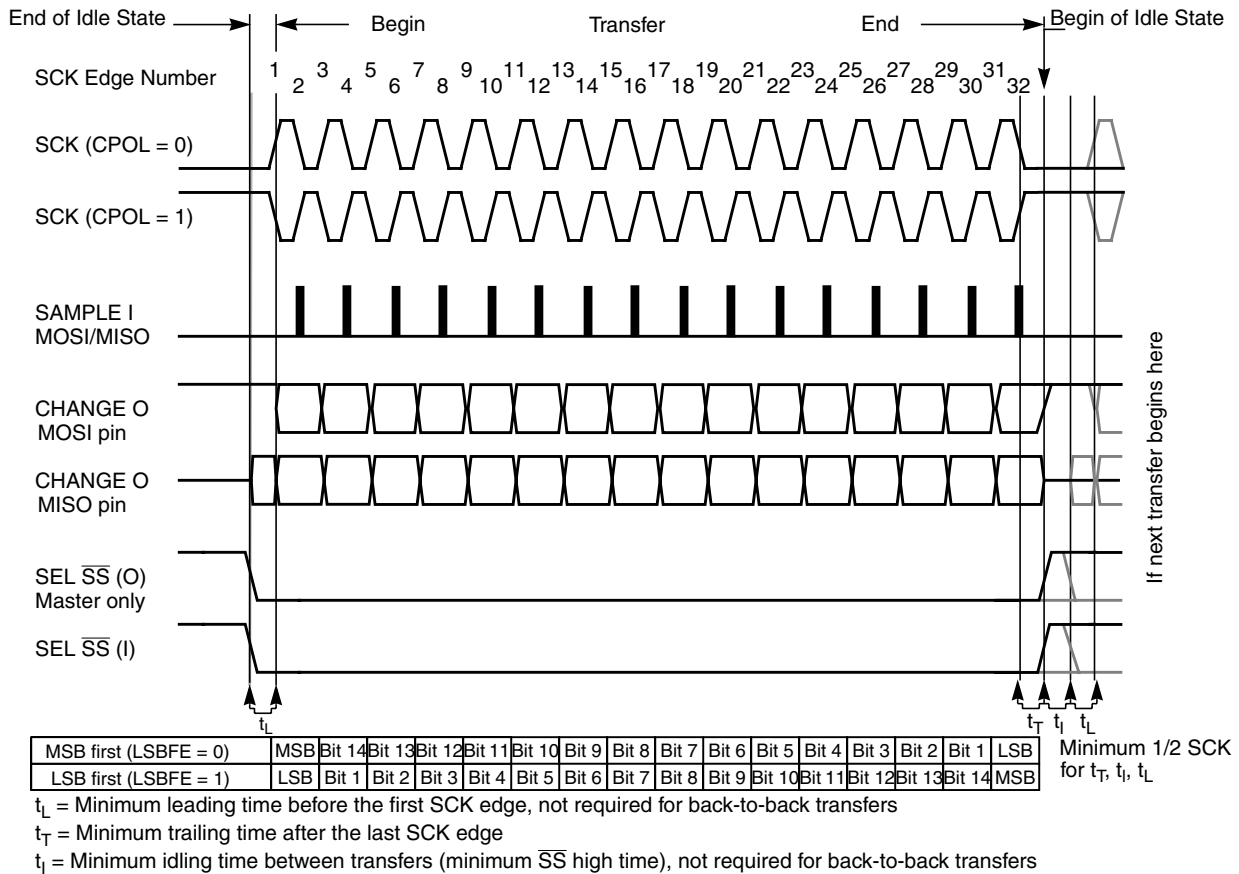 End of Idle State Begin Transfer End Begin of Idle State
SCK Edge Number 1 2 3 4 5 6 7 8 9 10 11 12 13 14 15 16 17 18 19 20 21 22 23 24 25 26 27 28 29 30 31 32
SCK (CPOL = 0)
SCK (CPOL = 1)
SAMPLE I
MOSI/MISO
CHANGE O
MOSI pin
CHANGE O
MISO pin
SEL SS (O)
Master only
SEL SS (I)
If next transfer begins here
tL tT tI tL
MSB first (LSBFE = 0) MSB Bit 14 Bit 13 Bit 12 Bit 11 Bit 10 Bit 9 Bit 8 Bit 7 Bit 6 Bit 5 Bit 4 Bit 3 Bit 2 Bit 1 LSB
LSB first (LSBFE = 1) LSB Bit 1 Bit 2 Bit 3 Bit 4 Bit 5 Bit 6 Bit 7 Bit 8 Bit 9 Bit 10 Bit 11 Bit 12 Bit 13 Bit 14 MSB
Minimum 1/2 SCK
for tT, tI, tL
tL = Minimum leading time before the first SCK edge, not required for back-to-back transfers
tT = Minimum trailing time after the last SCK edge
tI = Minimum idling time between transfers (minimum SS high time), not required for back-to-back transfers